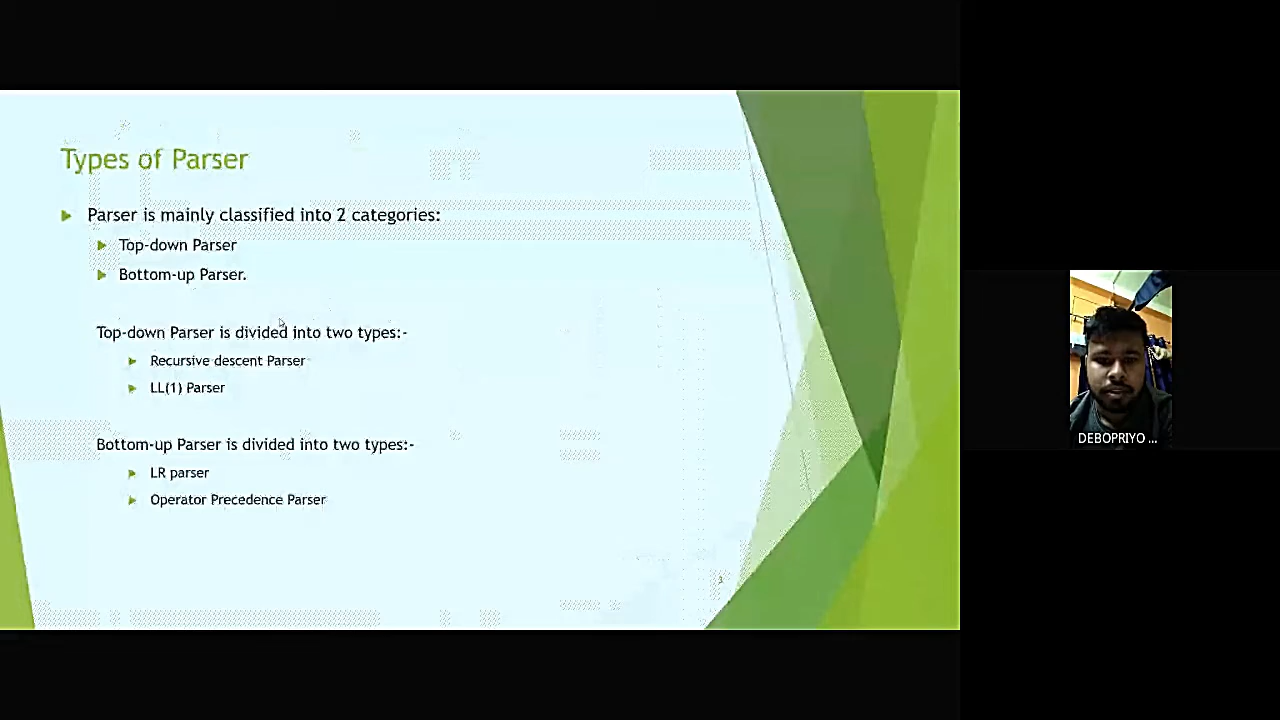 Types of Parser
Parser is mainly classified into 2 categories:
Top-down Parser
Bottom-up Parser.
Top-down Parser is divided into two types:-
Recursive descent Parser
LL(1) Parser
Bottom-up Parser is divided into two types:-
LR parser
Operator Precedence Parser
3
DEBOPRIYO ...